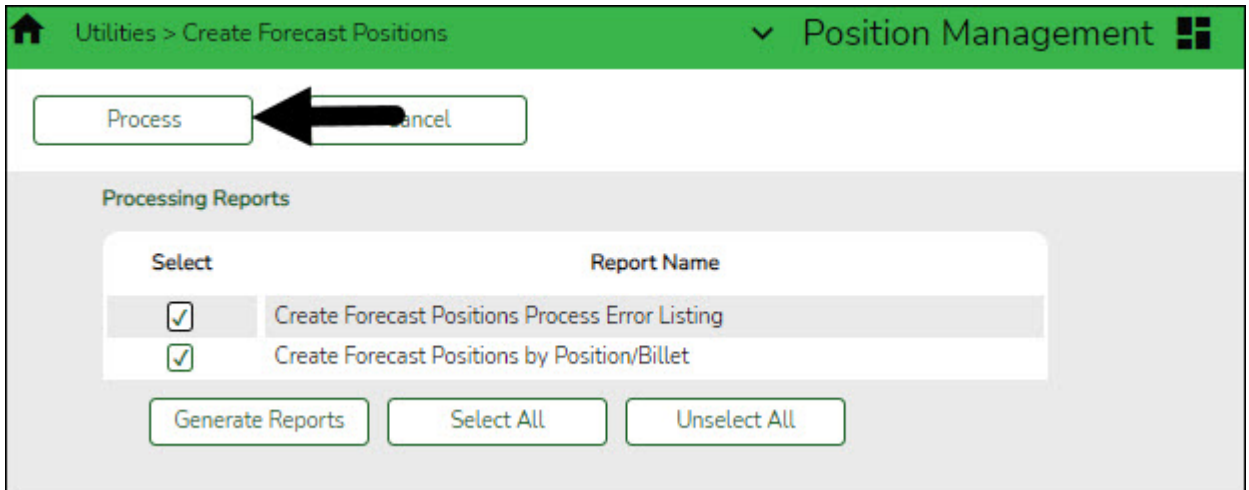 Utilities > Create Forecast Positions
Position Management
Process
Cancel
Processing Reports
Select Report Name
Create Forecast Positions Process Error Listing
Create Forecast Positions by Position/Billet
Generate Reports Select All Unselect All